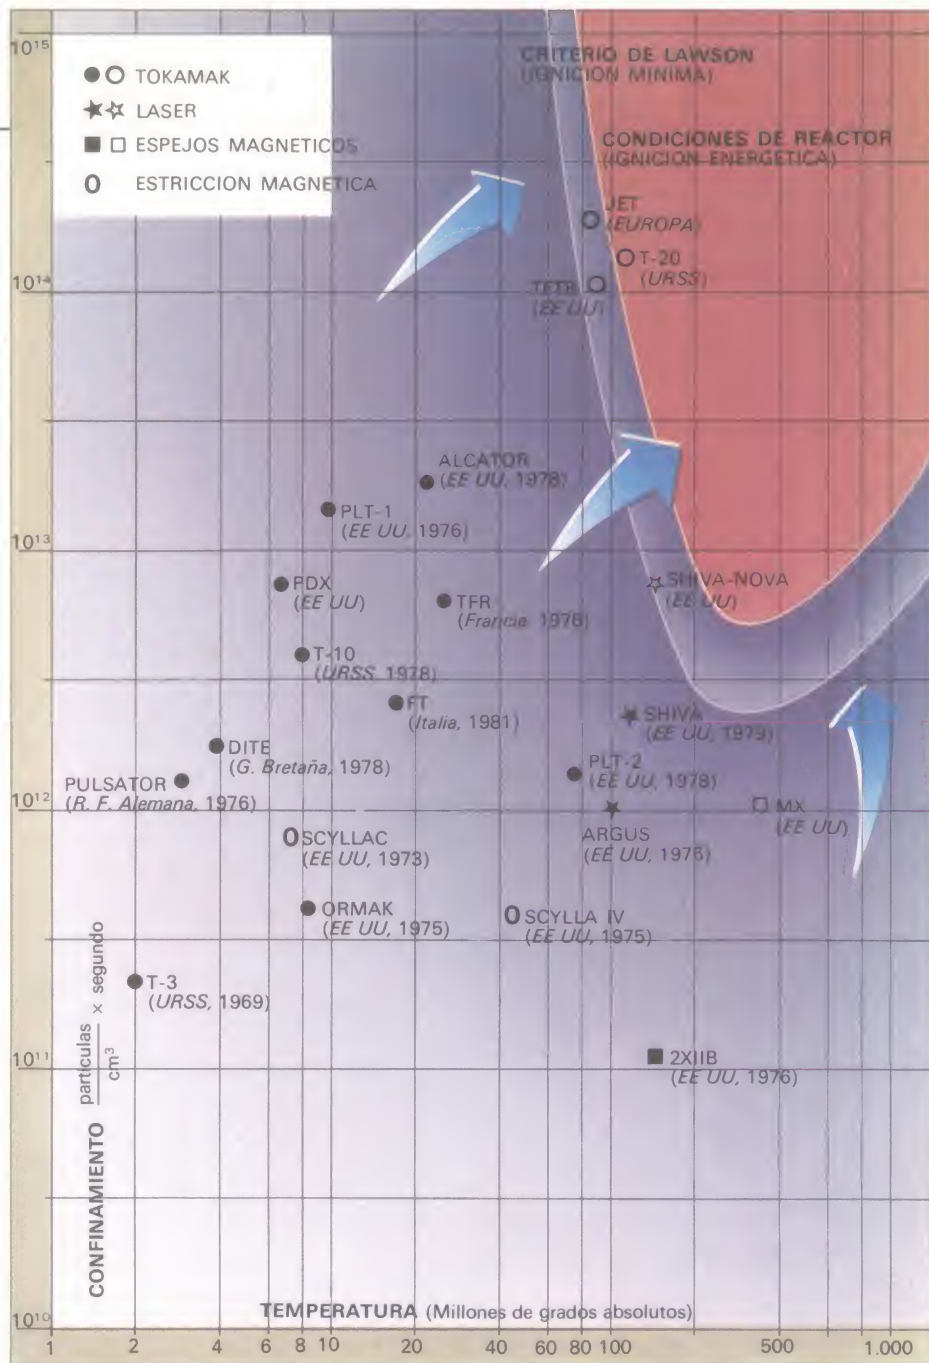 10¹⁵
10¹⁴
10¹³
10¹²
10¹¹
10¹⁰
TOKAMAK
LASER
ESPEJOS MAGNETICOS
ESTRICCION MAGNETICA
CRITERIO DE LAWSON
(IGNICION MINIMA)
CONDICIONES DE REACTOR
(IGNICION ENERGETICA)
JET
(EUROPA)
T-20
(URSS)
TFTR
(EE UU)
ALCATOR
(EE UU, 1978)
PLT-1
(EE UU, 1976)
PDX
(EE UU)
SHIVA-NOVA
(EE UU)
TFR
(Francia, 1978)
T-10
(URSS, 1978)
FT
(Italia, 1981)
SHIVA
(EE UU, 1979)
DITE
(G. Bretaña, 1978)
PLT-2
(EE UU, 1978)
PULSATOR
(R. F. Alemana, 1976)
MX
(EE UU)
ARGUS
(EE UU, 1976)
SCYLLAC
(EE UU, 1973)
ORMAK
(EE UU, 1975)
SCYLLA IV
(EE UU, 1975)
T-3
(URSS, 1969)
2XIIB
(EE UU, 1976)
CONFINAMIENTO partículas / cm³ × segundo
TEMPERATURA (Millones de grados absolutos)
1 2 4 6 8 10 20 40 60 80 100 500 1.000